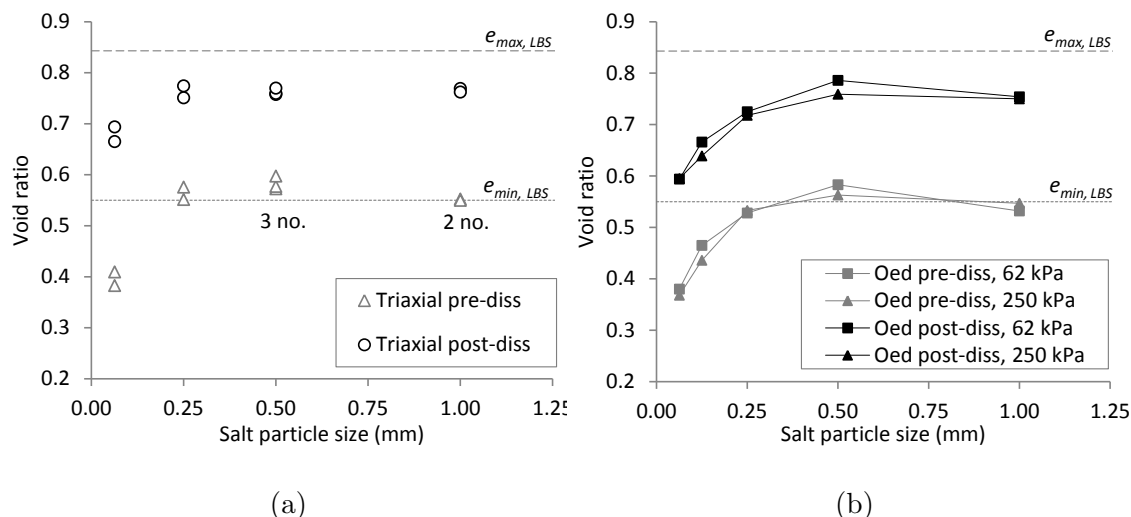 0.9
0.8
0.7
0.6
0.5
0.4
0.3
0.2
0.00 0.25 0.50 0.75 1.00 1.25
Void ratio
Salt particle size (mm)
e max, LBS
e min, LBS
3 no. 2 no.
Triaxial pre-diss
Triaxial post-diss
(a)
0.9
0.8
0.7
0.6
0.5
0.4
0.3
0.2
0.00 0.25 0.50 0.75 1.00 1.25
Void ratio
Salt particle size (mm)
e max, LBS
e min, LBS
Oed pre-diss, 62 kPa
Oed pre-diss, 250 kPa
Oed post-diss, 62 kPa
Oed post-diss, 250 kPa
(b)